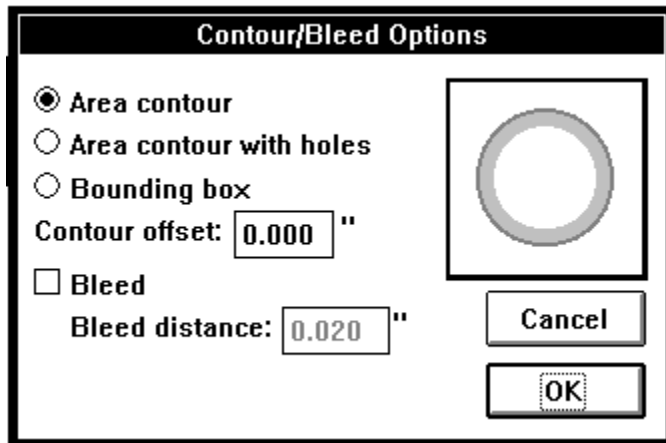 Contour/Bleed Options
Area contour
Area contour with holes
Bounding box
Contour offset: 0.000 "
Bleed
Bleed distance: 0.020 "
Cancel
OK